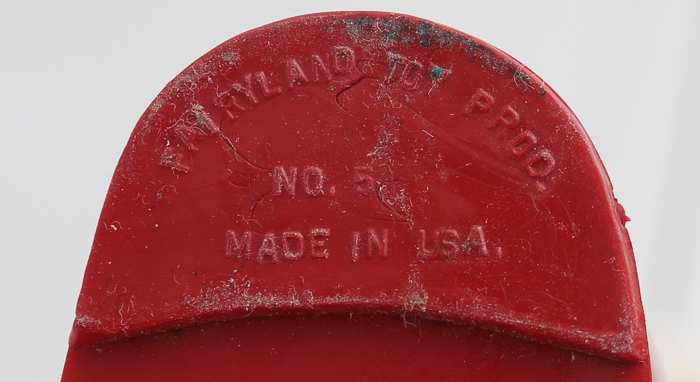 FAIRYLAND TOY PROD.
NO. 5
MADE IN USA.